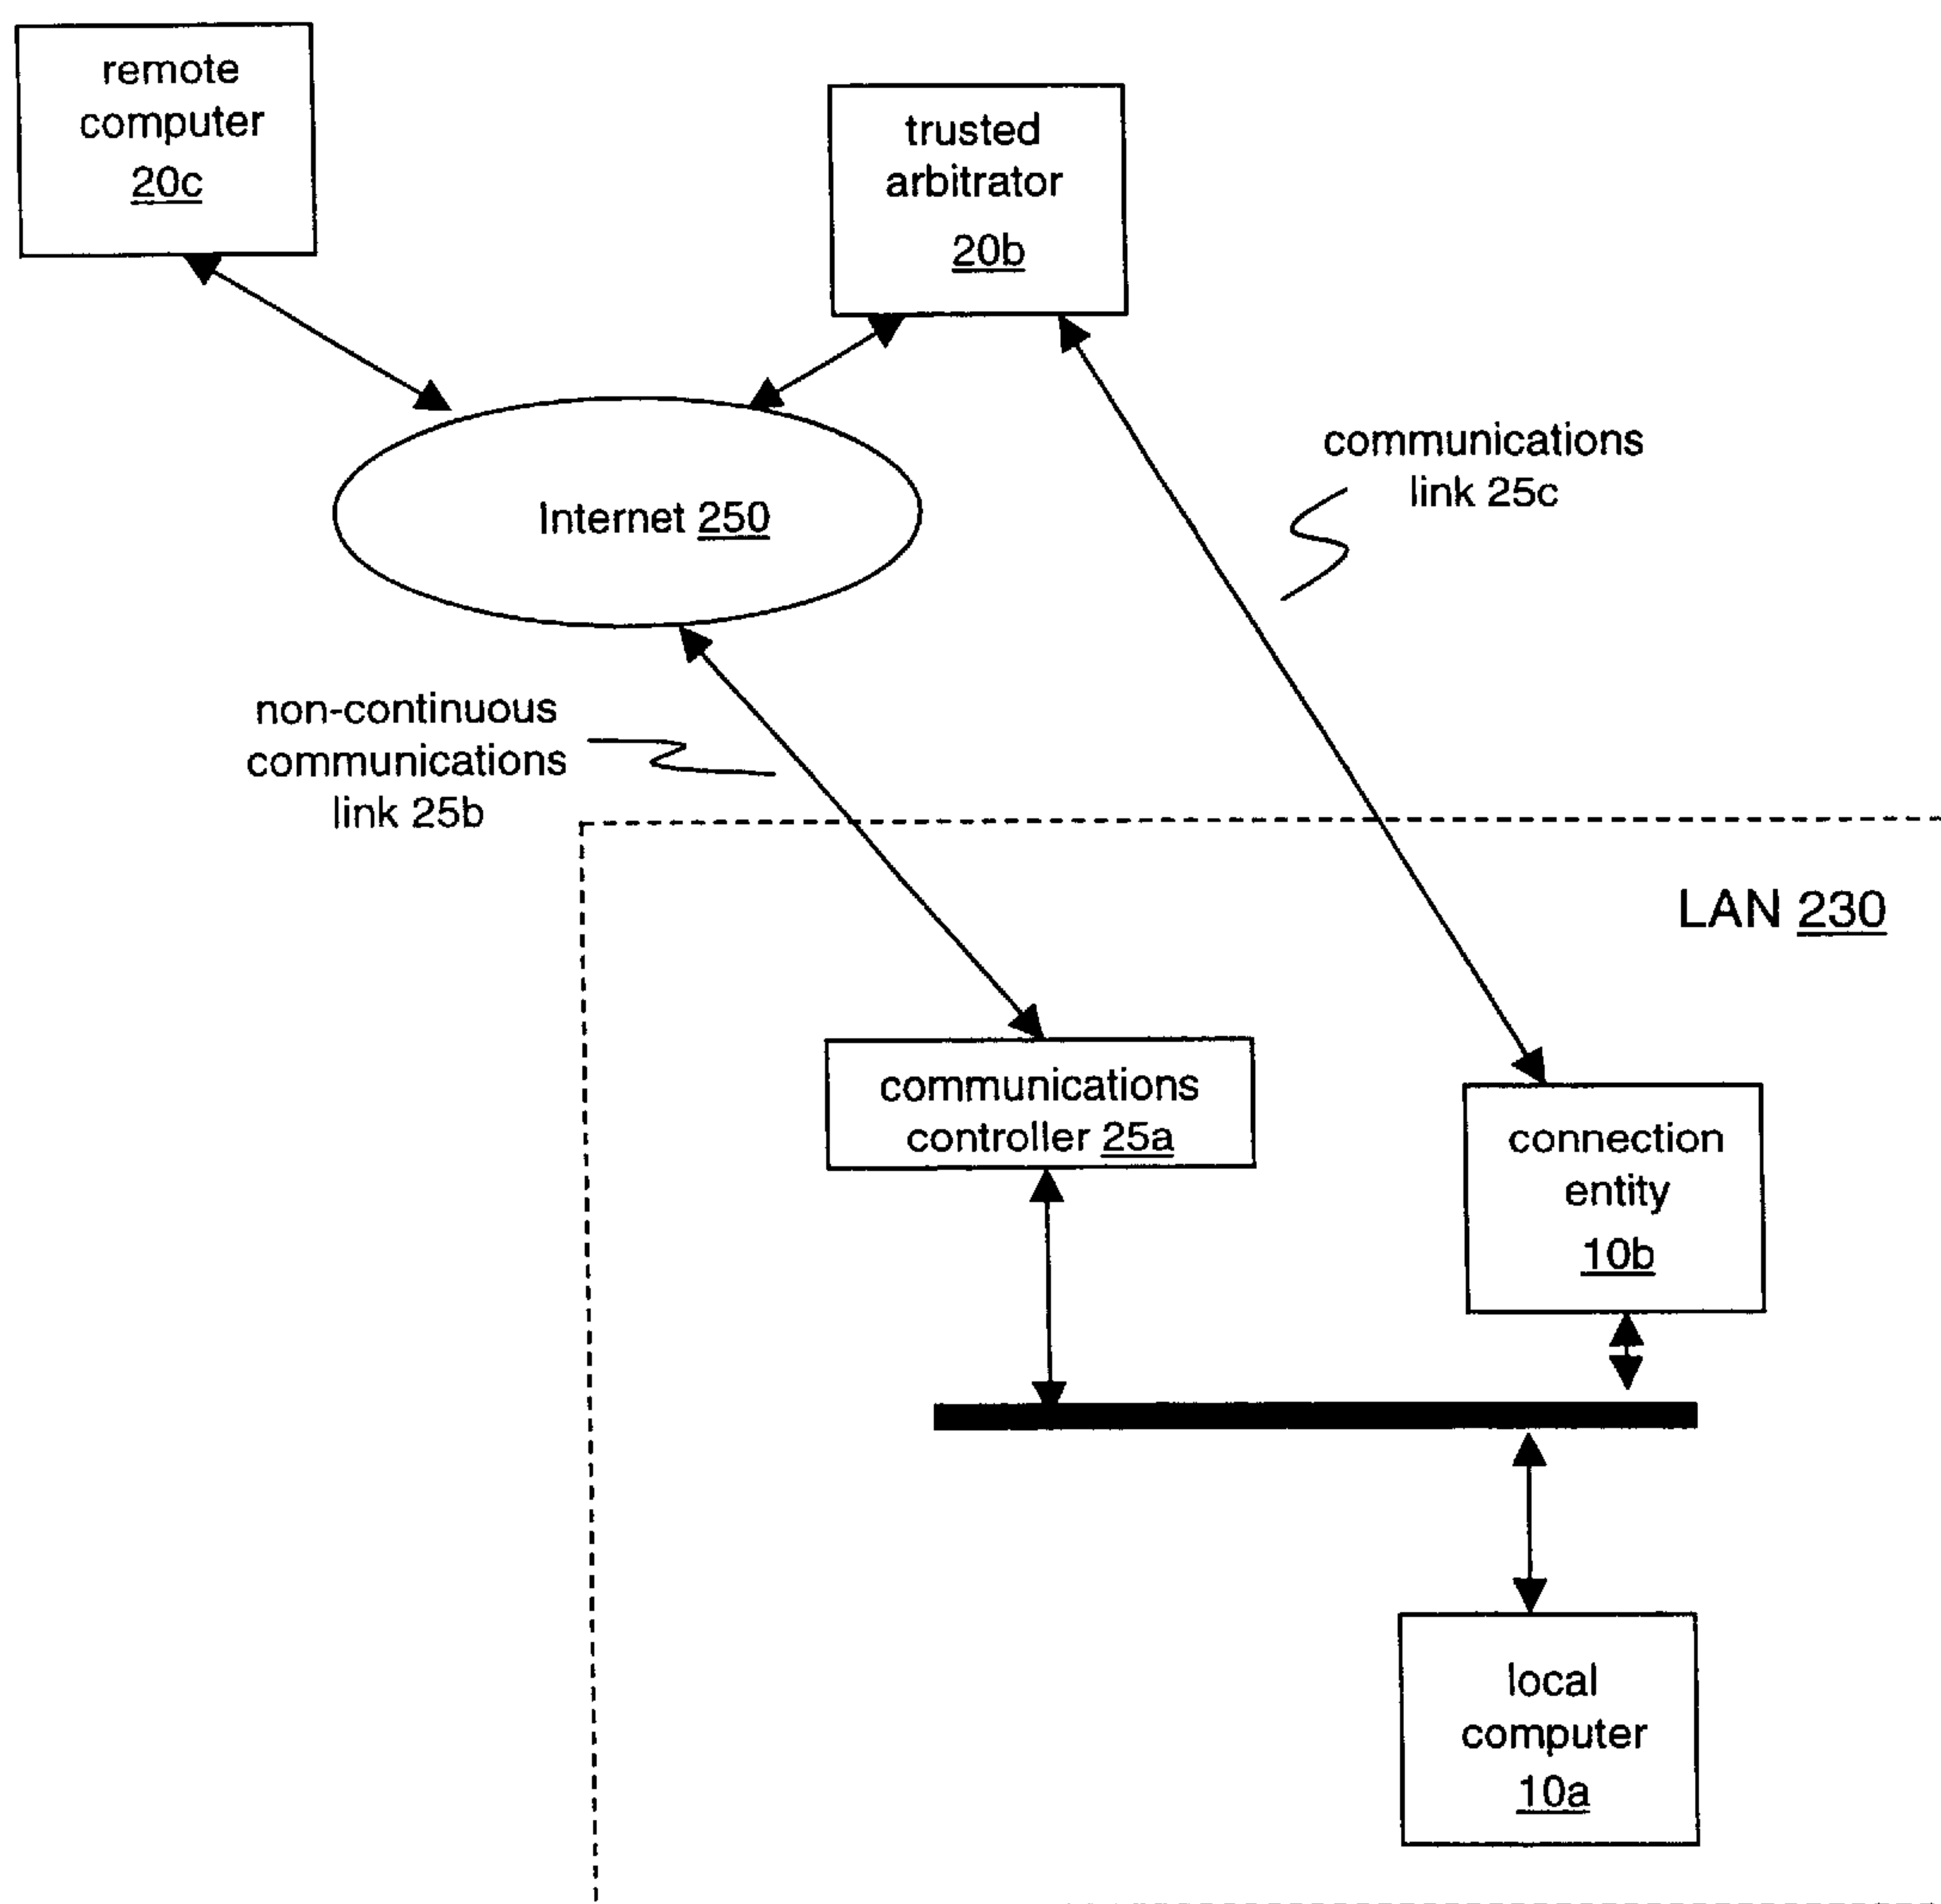 remote
computer
20c
trusted
arbitrator
20b
communications
link 25c
Internet 250
non-continuous
communications
link 25b
LAN 230
communications
controller 25a
connection
entity
10b
local
computer
10a